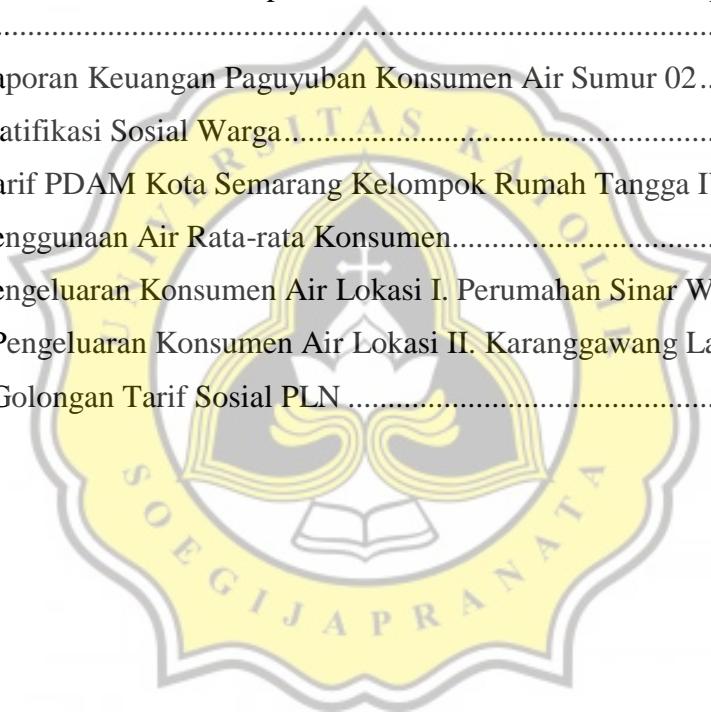 ..........................................................................................
aporan Keuangan Paguyuban Konsumen Air Sumur 02..
atifikasi Sosial Warga.......................................................
arif PDAM Kota Semarang Kelompok Rumah Tangga I
enggunaan Air Rata-rata Konsumen...................................
engeluaran Konsumen Air Lokasi I. Perumahan Sinar W
Pengeluaran Konsumen Air Lokasi II. Karanggawang La
Golongan Tarif Sosial PLN ................................................
UNIVERSITAS KATOLIK
SOEGIJAPRANATA